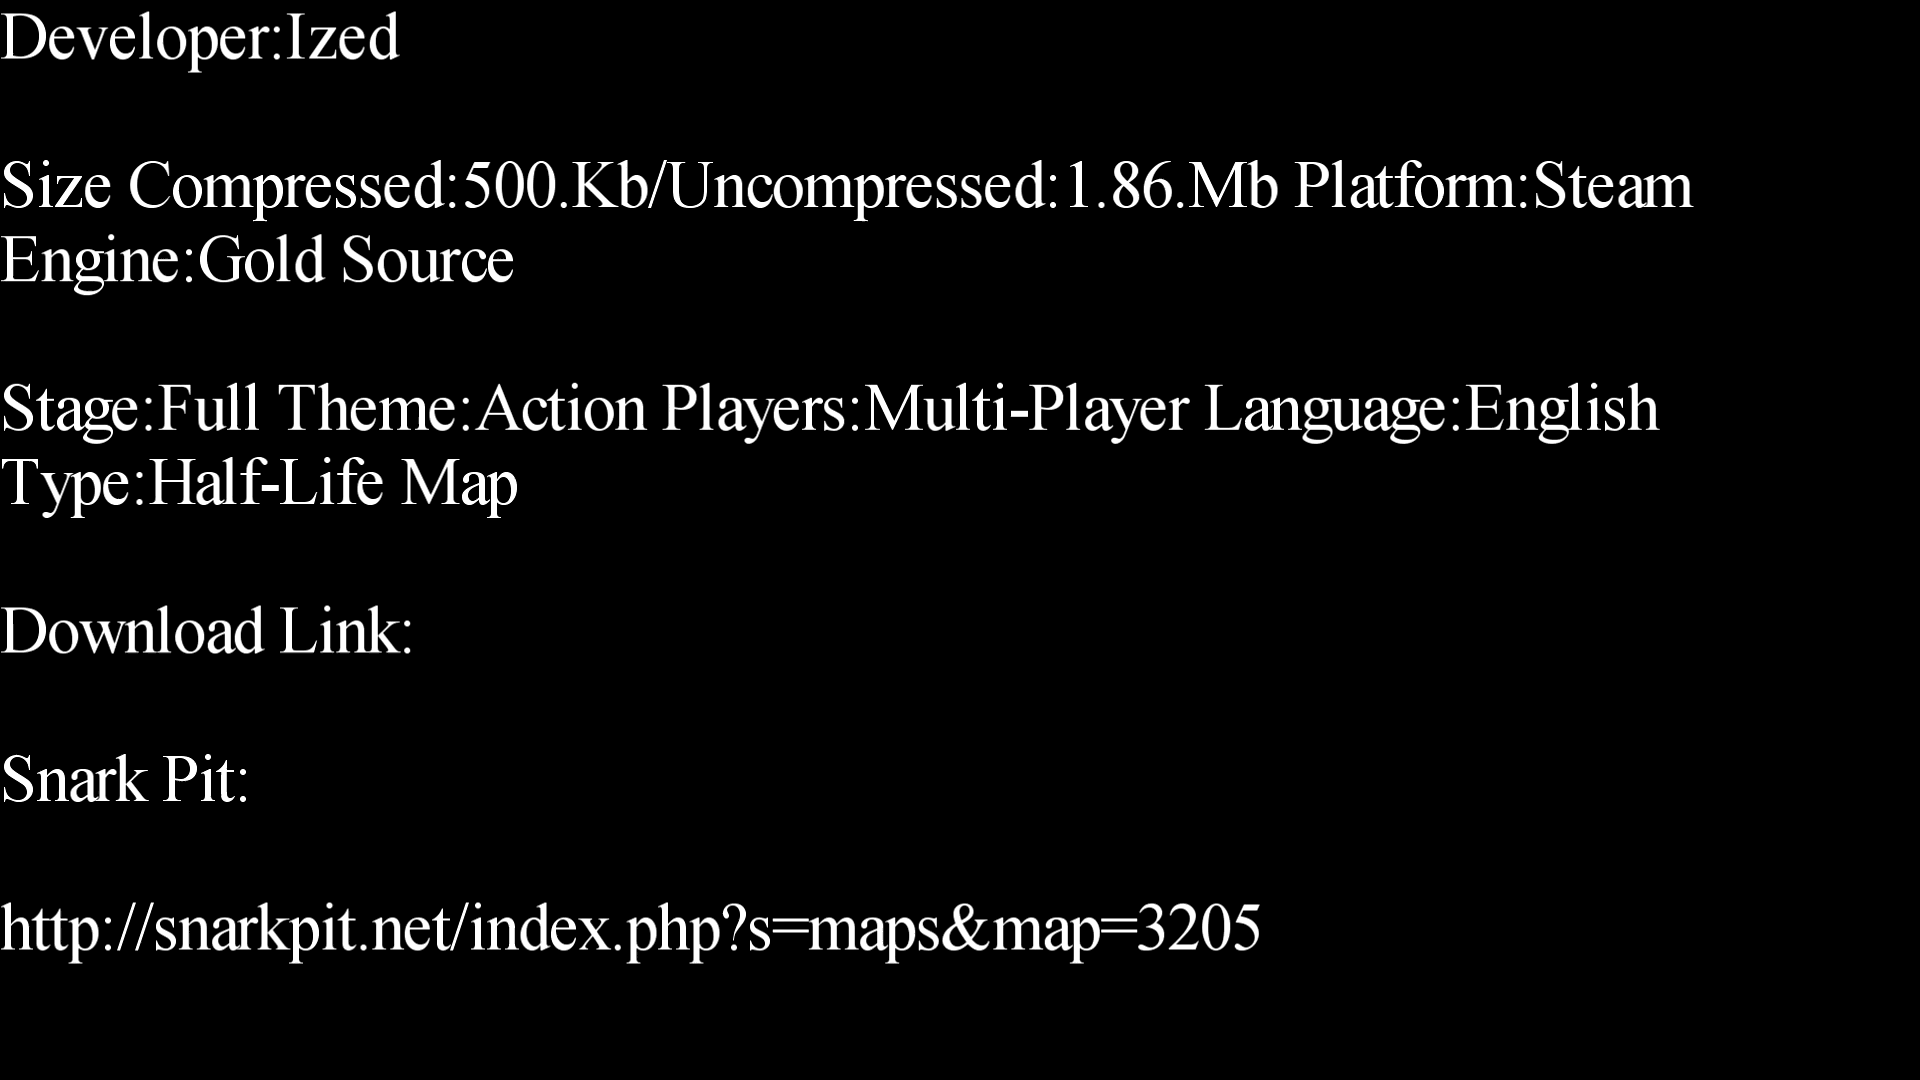 Developer:Ized
Size Compressed:500.Kb/Uncompressed:1.86.Mb Platform:Steam
Engine:Gold Source
Stage:Full Theme:Action Players:Multi-Player Language:English
Type:Half-Life Map
Download Link:
Snark Pit:
http://snarkpit.net/index.php?s=maps&map=3205